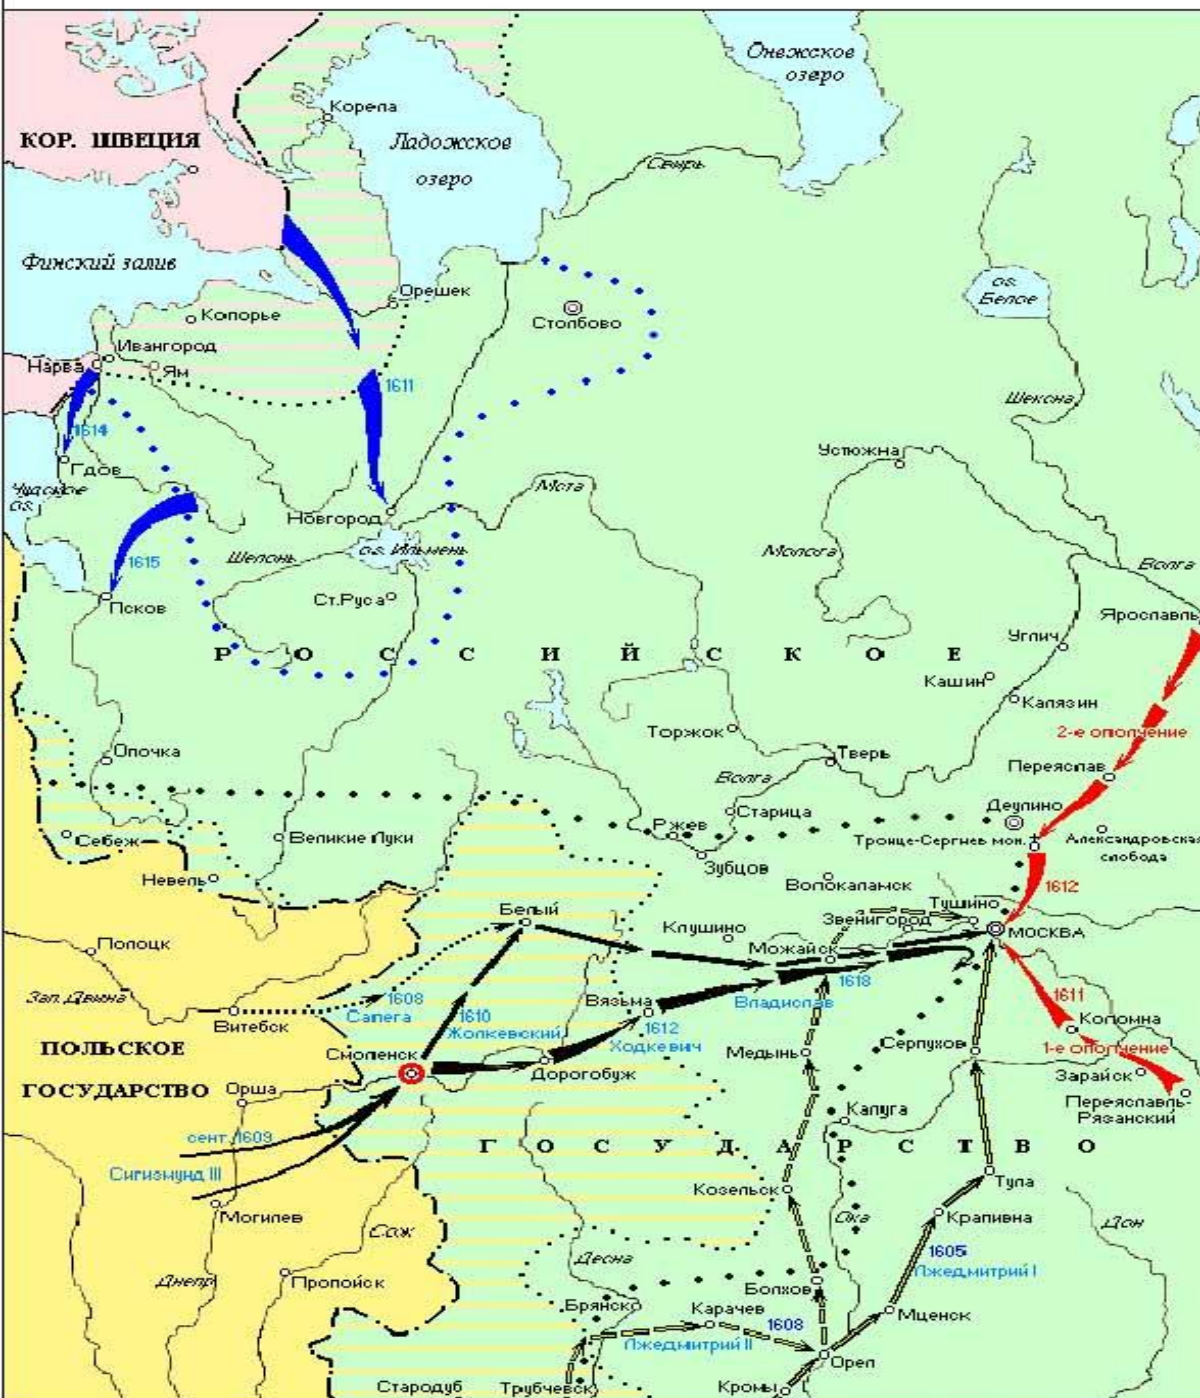 Онежское
озеро
Корела
КОР. ШВЕЦИЯ
Ладожское
озеро
Свирь
Финский залив
Орешек
оз.
Белое
Копорье
Столбово
Ивангород
Нарва
Ям
1611
Шексна
1614
Гдов
Устюжна
Чудское
оз.
Мста
Новгород
Молога
оз. Ильмень
Шелонь
1615
Волга
Псков
Ст.Руса
Ярославль
Углич
РОССИЙСКОЕ
Кашин
Калязин
Торжок
2-е ополчение
Опочка
Тверь
Переяслав
Волга
Старица
Деулино
Ржев
Себеж
Великие Луки
Троице-Сергиев мон.
Александровская
слобода
Зубцов
Невель
Волокаламск
1612
Белый
Тушино
Звенигород
Клушино
МОСКВА
Полоцк
Можайск
Зап.Двина
1608
Сапега
Вязьма
Владислав
1618
1611
Витебск
1610
Жолкевский
1612
Ходкевич
Коломна
ПОЛЬСКОЕ
Смоленск
Медынь
Серпухов
1-е ополчение
ГОСУДАРСТВО
Орша
Дорогобуж
Зарайск
Переяславль-
Рязанский
Калуга
сент. 1609
ГОСУДАРСТВО
Сигизмунд III
Козельск
Тула
Могилев
Крапивна
Сож
Ока
Дон
Десна
1605
Лжедмитрий I
Днепр
Пропойск
Болхов
Брянск
Карачев
1608
Мценск
Лжедмитрий II
Орел
Стародуб
Трубчевск
Кромы